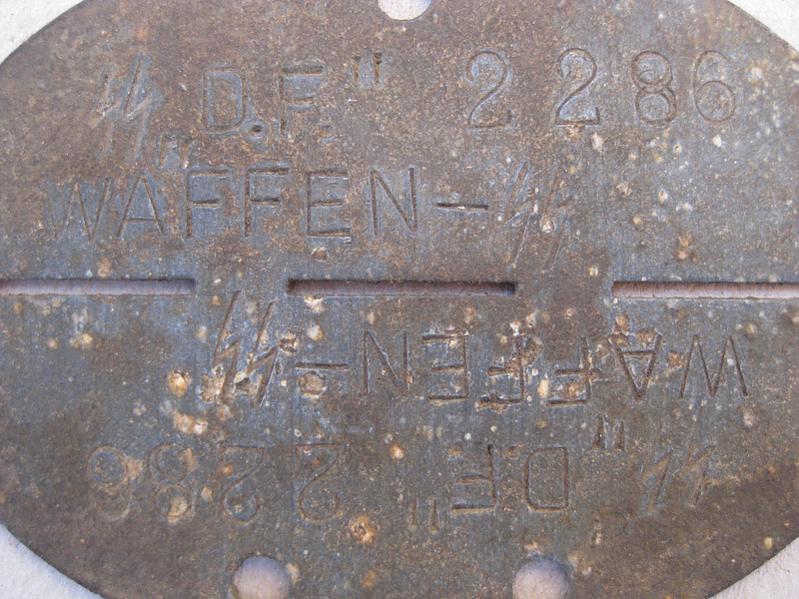 ᛋᛋ „D.F." 2286
WAFFEN-ᛋᛋ
WAFFEN-ᛋᛋ
ᛋᛋ „D.F." 2286